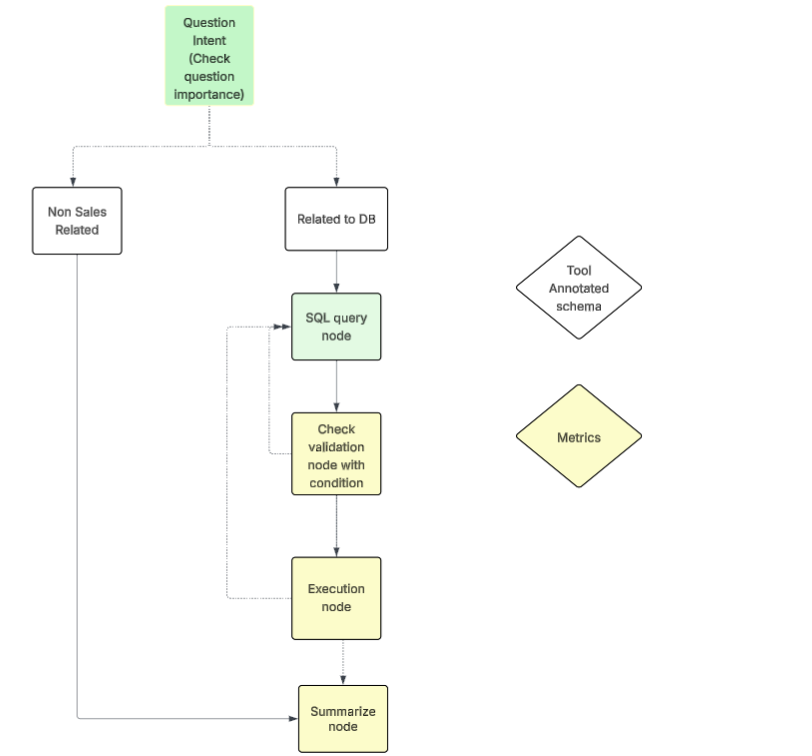 Question
Intent
(Check
question
importance)
Non Sales
Related
Related to DB
Tool
Annotated
schema
SQL query
node
Metrics
Check
validation
node with
condition
Execution
node
Summarize
node